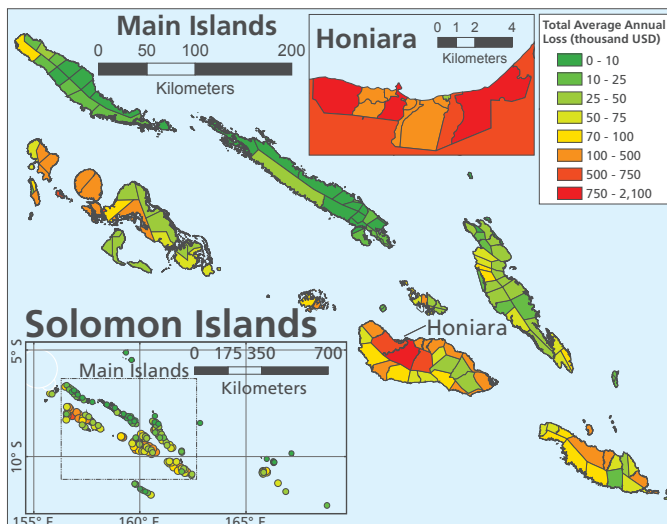 Main Islands
0 50 100 200
Kilometers
Honiara
0 1 2 4
Kilometers
Total Average Annual
Loss (thousand USD)
0 - 10
10 - 25
25 - 50
50 - 75
70 - 100
100 - 500
500 - 750
750 - 2,100
Honiara
Solomon Islands
5° S
Main Islands
0 175 350 700
Kilometers
10° S
155° E
160° E
165° E